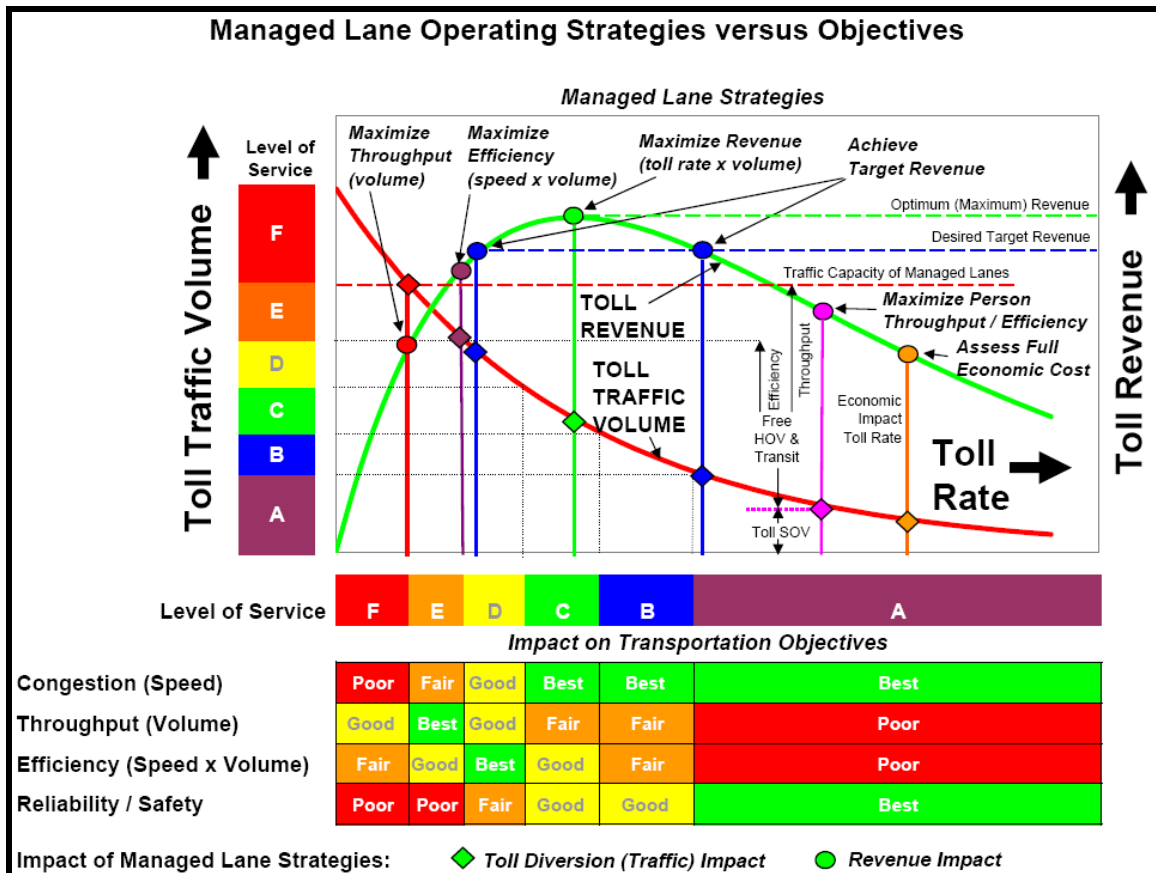 Managed Lane Operating Strategies versus Objectives
Managed Lane Strategies
Level of
Service
Maximize
Throughput
(volume)
Maximize
Efficiency
(speed x volume)
Maximize Revenue
(toll rate x volume)
Achieve
Target Revenue
Toll Traffic Volume
Toll Revenue
F
E
D
C
B
A
Optimum (Maximum) Revenue
Desired Target Revenue
Traffic Capacity of Managed Lanes
TOLL
REVENUE
TOLL
TRAFFIC
VOLUME
Efficiency
Throughput
Free
HOV &
Transit
Toll SOV
Maximize Person
Throughput / Efficiency
Assess Full
Economic Cost
Economic
Impact
Toll Rate
Toll
Rate
Level of Service F E D C B A
Impact on Transportation Objectives
Congestion (Speed) Poor Fair Good Best Best Best
Throughput (Volume) Good Best Good Fair Fair Poor
Efficiency (Speed x Volume) Fair Good Best Good Fair Poor
Reliability / Safety Poor Poor Fair Good Good Best
Impact of Managed Lane Strategies: Toll Diversion (Traffic) Impact Revenue Impact